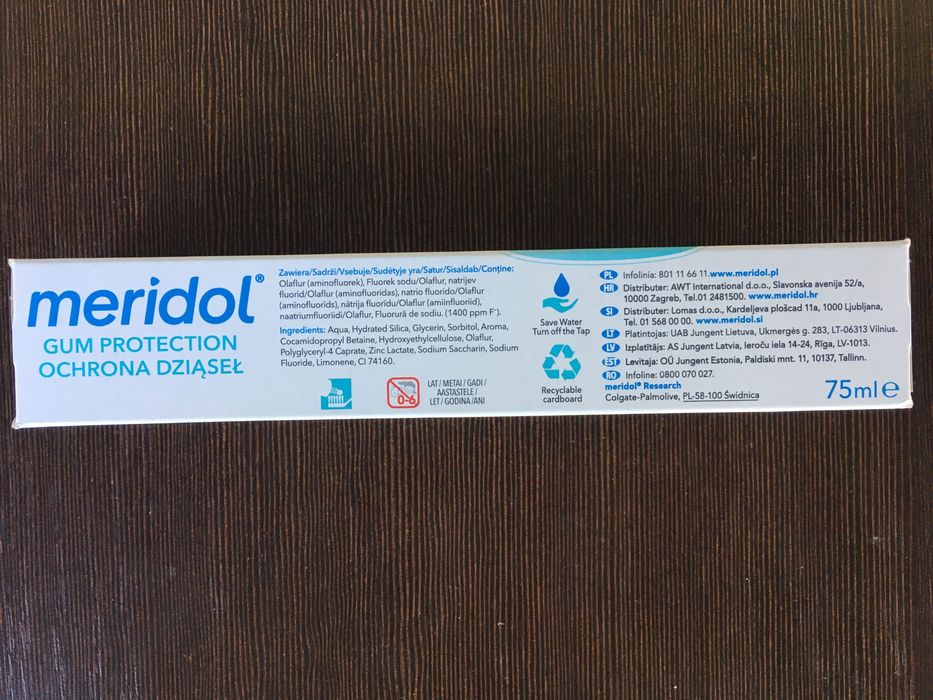 meridol®
GUM PROTECTION
OCHRONA DZIĄSEŁ
Zawiera/Sadrži/Vsebuje/Sudėtyje yra/Satur/Sisaldab/Conține:
Olaflur (aminofluorek), Fluorek sodu/Olaflur, natrijev
fluorid/Olaflur (aminofluoridas), natrio fluorido/Olaflur
(aminofluorīds), nātrija fluorīdu/Olaflur (amiinfluoriid),
naatriumfluoriidi/Olaflur, Fluorură de sodiu. (1400 ppm F⁻).
Ingredients: Aqua, Hydrated Silica, Glycerin, Sorbitol, Aroma,
Cocamidopropyl Betaine, Hydroxyethylcellulose, Olaflur,
Polyglyceryl-4 Caprate, Zinc Lactate, Sodium Saccharin, Sodium
Fluoride, Limonene, CI 74160.
0-6
LAT / METAI / GADI /
AASTASTELE /
LET / GODINA /ANI
Save Water
Turn off the Tap
Recyclable
cardboard
PL Infolinia: 801 11 66 11.www.meridol.pl
HR Distributer: AWT International d.o.o., Slavonska avenija 52/a,
10000 Zagreb, Tel.01 2481500. www.meridol.hr
SI Distributer: Lomas d.o.o., Kardeljeva ploščad 11a, 1000 Ljubljana,
Tel. 01 568 00 00. www.meridol.si
LT Platintojas: UAB Jungent Lietuva, Ukmergės g. 283, LT-06313 Vilnius.
LV Izplatītājs: AS Jungent Latvia, Ieroču iela 14-24, Rīga, LV-1013.
EST Levitaja: OÜ Jungent Estonia, Paldiski mnt. 11, 10137, Tallinn.
RO Infoline: 0800 070 027.
meridol® Research
Colgate-Palmolive, PL-58-100 Świdnica
75ml ℮